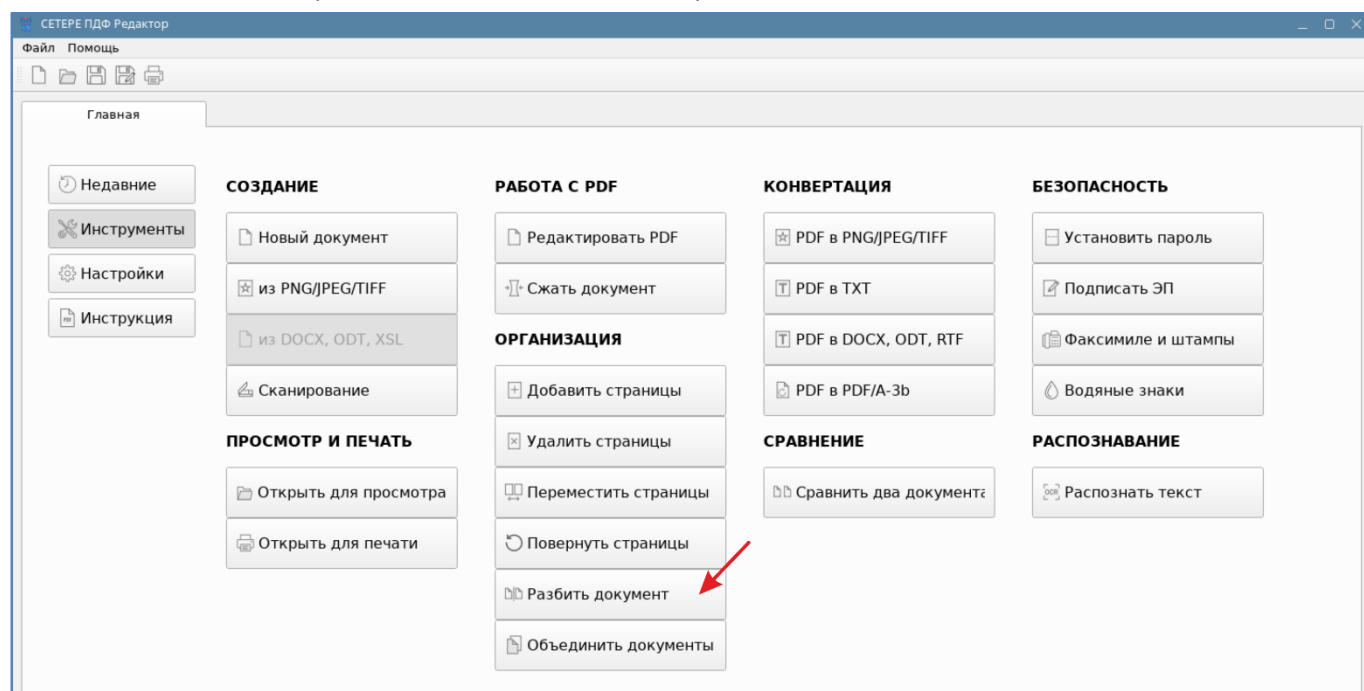 СЕТЕРЕ ПДФ Редактор
Файл Помощь
Главная
Недавние
Инструменты
Настройки
Инструкция
СОЗДАНИЕ
Новый документ
из PNG/JPEG/TIFF
из DOCX, ODT, XSL
Сканирование
ПРОСМОТР И ПЕЧАТЬ
Открыть для просмотра
Открыть для печати
РАБОТА С PDF
Редактировать PDF
Сжать документ
ОРГАНИЗАЦИЯ
Добавить страницы
Удалить страницы
Переместить страницы
Повернуть страницы
Разбить документ
Объединить документы
КОНВЕРТАЦИЯ
PDF в PNG/JPEG/TIFF
PDF в TXT
PDF в DOCX, ODT, RTF
PDF в PDF/A-3b
СРАВНЕНИЕ
Сравнить два документа
БЕЗОПАСНОСТЬ
Установить пароль
Подписать ЭП
Факсимиле и штампы
Водяные знаки
РАСПОЗНАВАНИЕ
Распознать текст